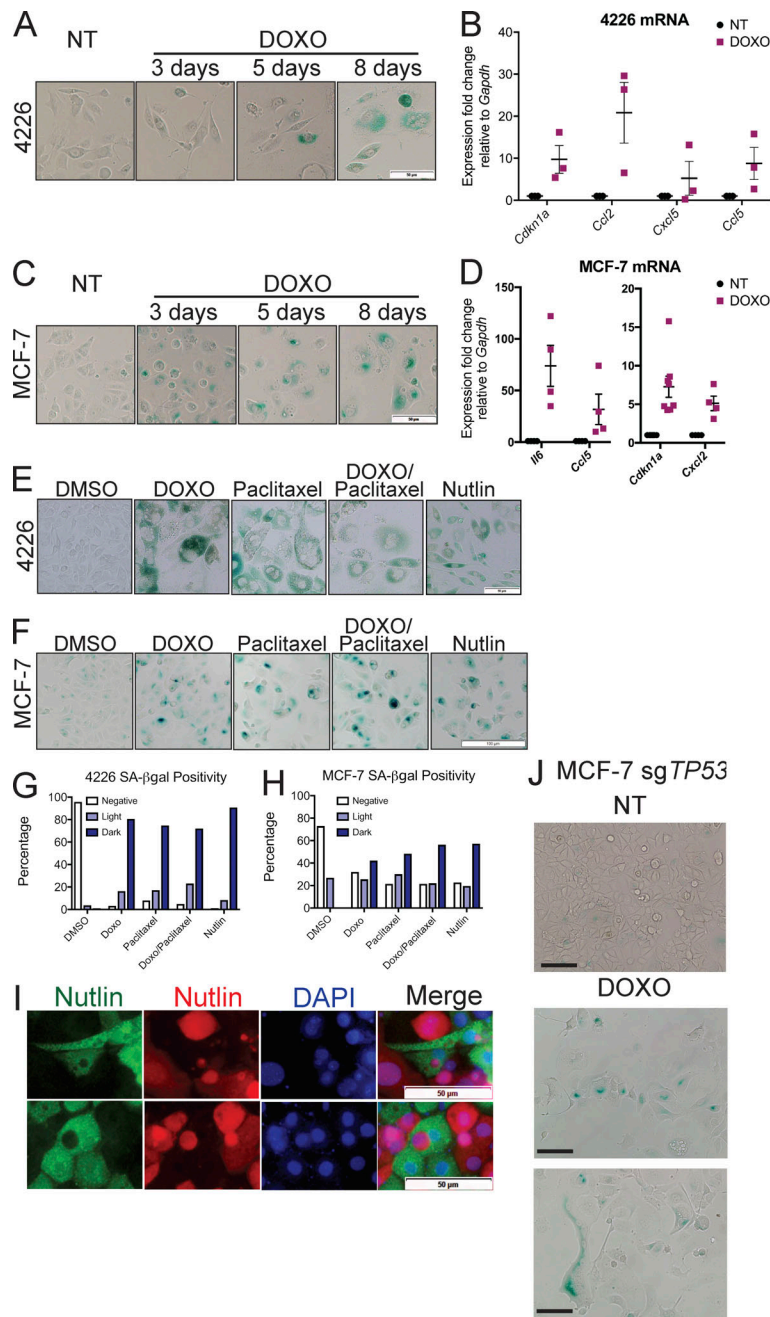 A
NT
DOXO
3 days
5 days
8 days
4226
50 µm
B
4226 mRNA
NT
DOXO
Expression fold change
relative to Gapdh
40
30
20
10
0
Cdkn1a
Ccl2
Cxcl5
Ccl5
C
NT
DOXO
3 days
5 days
8 days
MCF-7
50 µm
D
MCF-7 mRNA
NT
DOXO
Expression fold change
relative to Gapdh
150
100
50
0
Il6
Ccl5
20
15
10
5
0
Cdkn1a
Cxcl2
E
DMSO
DOXO
Paclitaxel
DOXO/
Paclitaxel
Nutlin
4226
F
DMSO
DOXO
Paclitaxel
DOXO/
Paclitaxel
Nutlin
MCF-7
100 µm
G
4226 SA-βgal Positivity
Percentage
100
80
60
40
20
0
Negative
Light
Dark
DMSO
Doxo
Paclitaxel
Doxo/Paclitaxel
Nutlin
H
MCF-7 SA-βgal Positivity
Percentage
100
80
60
40
20
0
Negative
Light
Dark
DMSO
Doxo
Paclitaxel
Doxo/Paclitaxel
Nutlin
I
Nutlin
Nutlin
DAPI
Merge
50 µm
50 µm
J
MCF-7 sgTP53
NT
DOXO